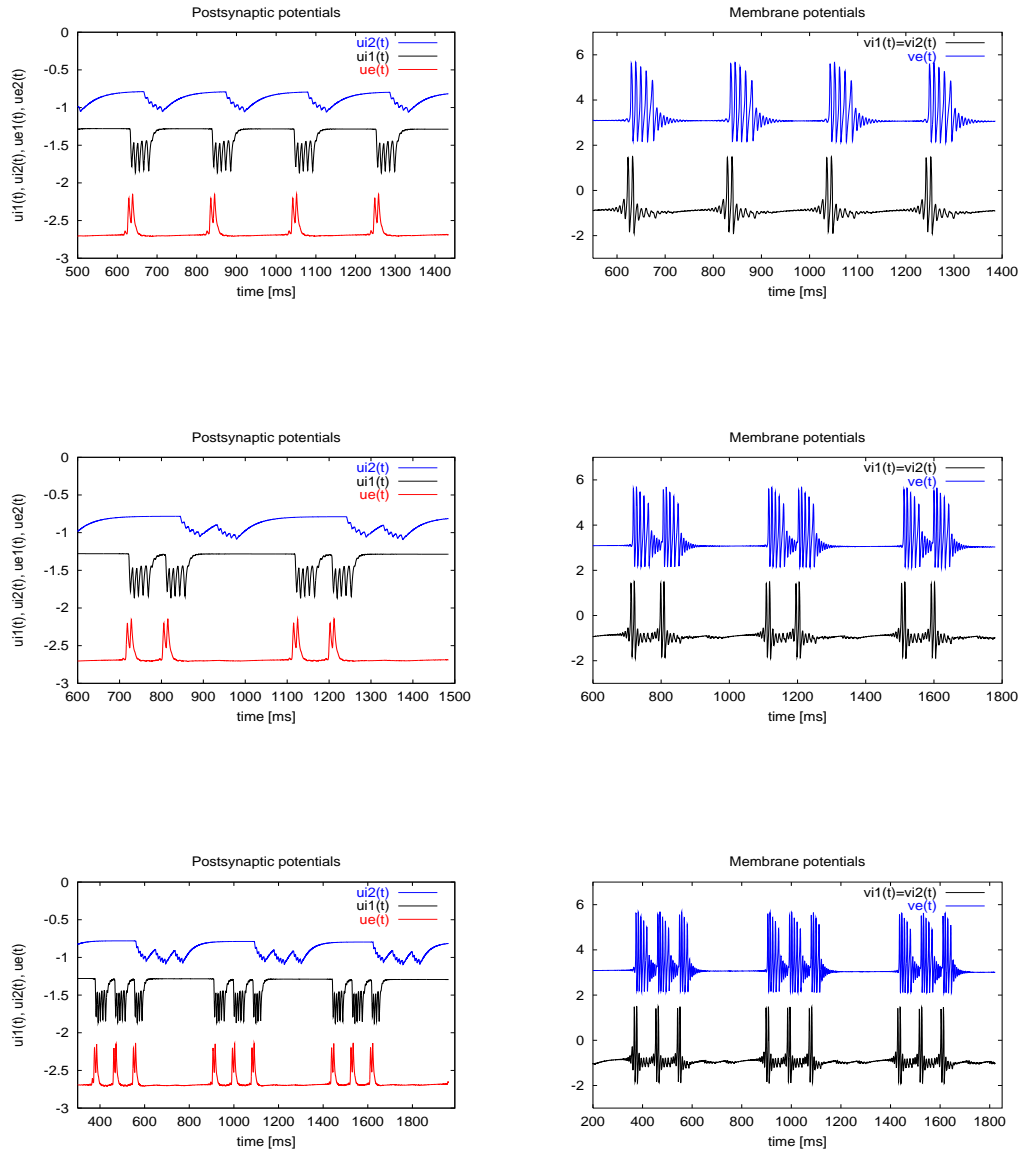 Postsynaptic potentials
ui1(t), ui2(t), ue1(t), ue2(t)
0
-0.5
-1
-1.5
-2
-2.5
-3
ui2(t)
ui1(t)
ue(t)
500 600 700 800 900 1000 1100 1200 1300 1400
time [ms]
Membrane potentials
6
4
2
0
-2
vi1(t)=vi2(t)
ve(t)
600 700 800 900 1000 1100 1200 1300 1400
time [ms]
Postsynaptic potentials
ui1(t), ui2(t), ue1(t), ue2(t)
0
-0.5
-1
-1.5
-2
-2.5
-3
ui2(t)
ui1(t)
ue(t)
600 700 800 900 1000 1100 1200 1300 1400 1500
time [ms]
Membrane potentials
6
4
2
0
-2
vi1(t)=vi2(t)
ve(t)
600 800 1000 1200 1400 1600 1800
time [ms]
Postsynaptic potentials
ui1(t), ui2(t), ue(t)
0
-0.5
-1
-1.5
-2
-2.5
-3
ui2(t)
ui1(t)
ue(t)
400 600 800 1000 1200 1400 1600 1800
time [ms]
Membrane potentials
6
4
2
0
-2
vi1(t)=vi2(t)
ve(t)
200 400 600 800 1000 1200 1400 1600 1800
time [ms]